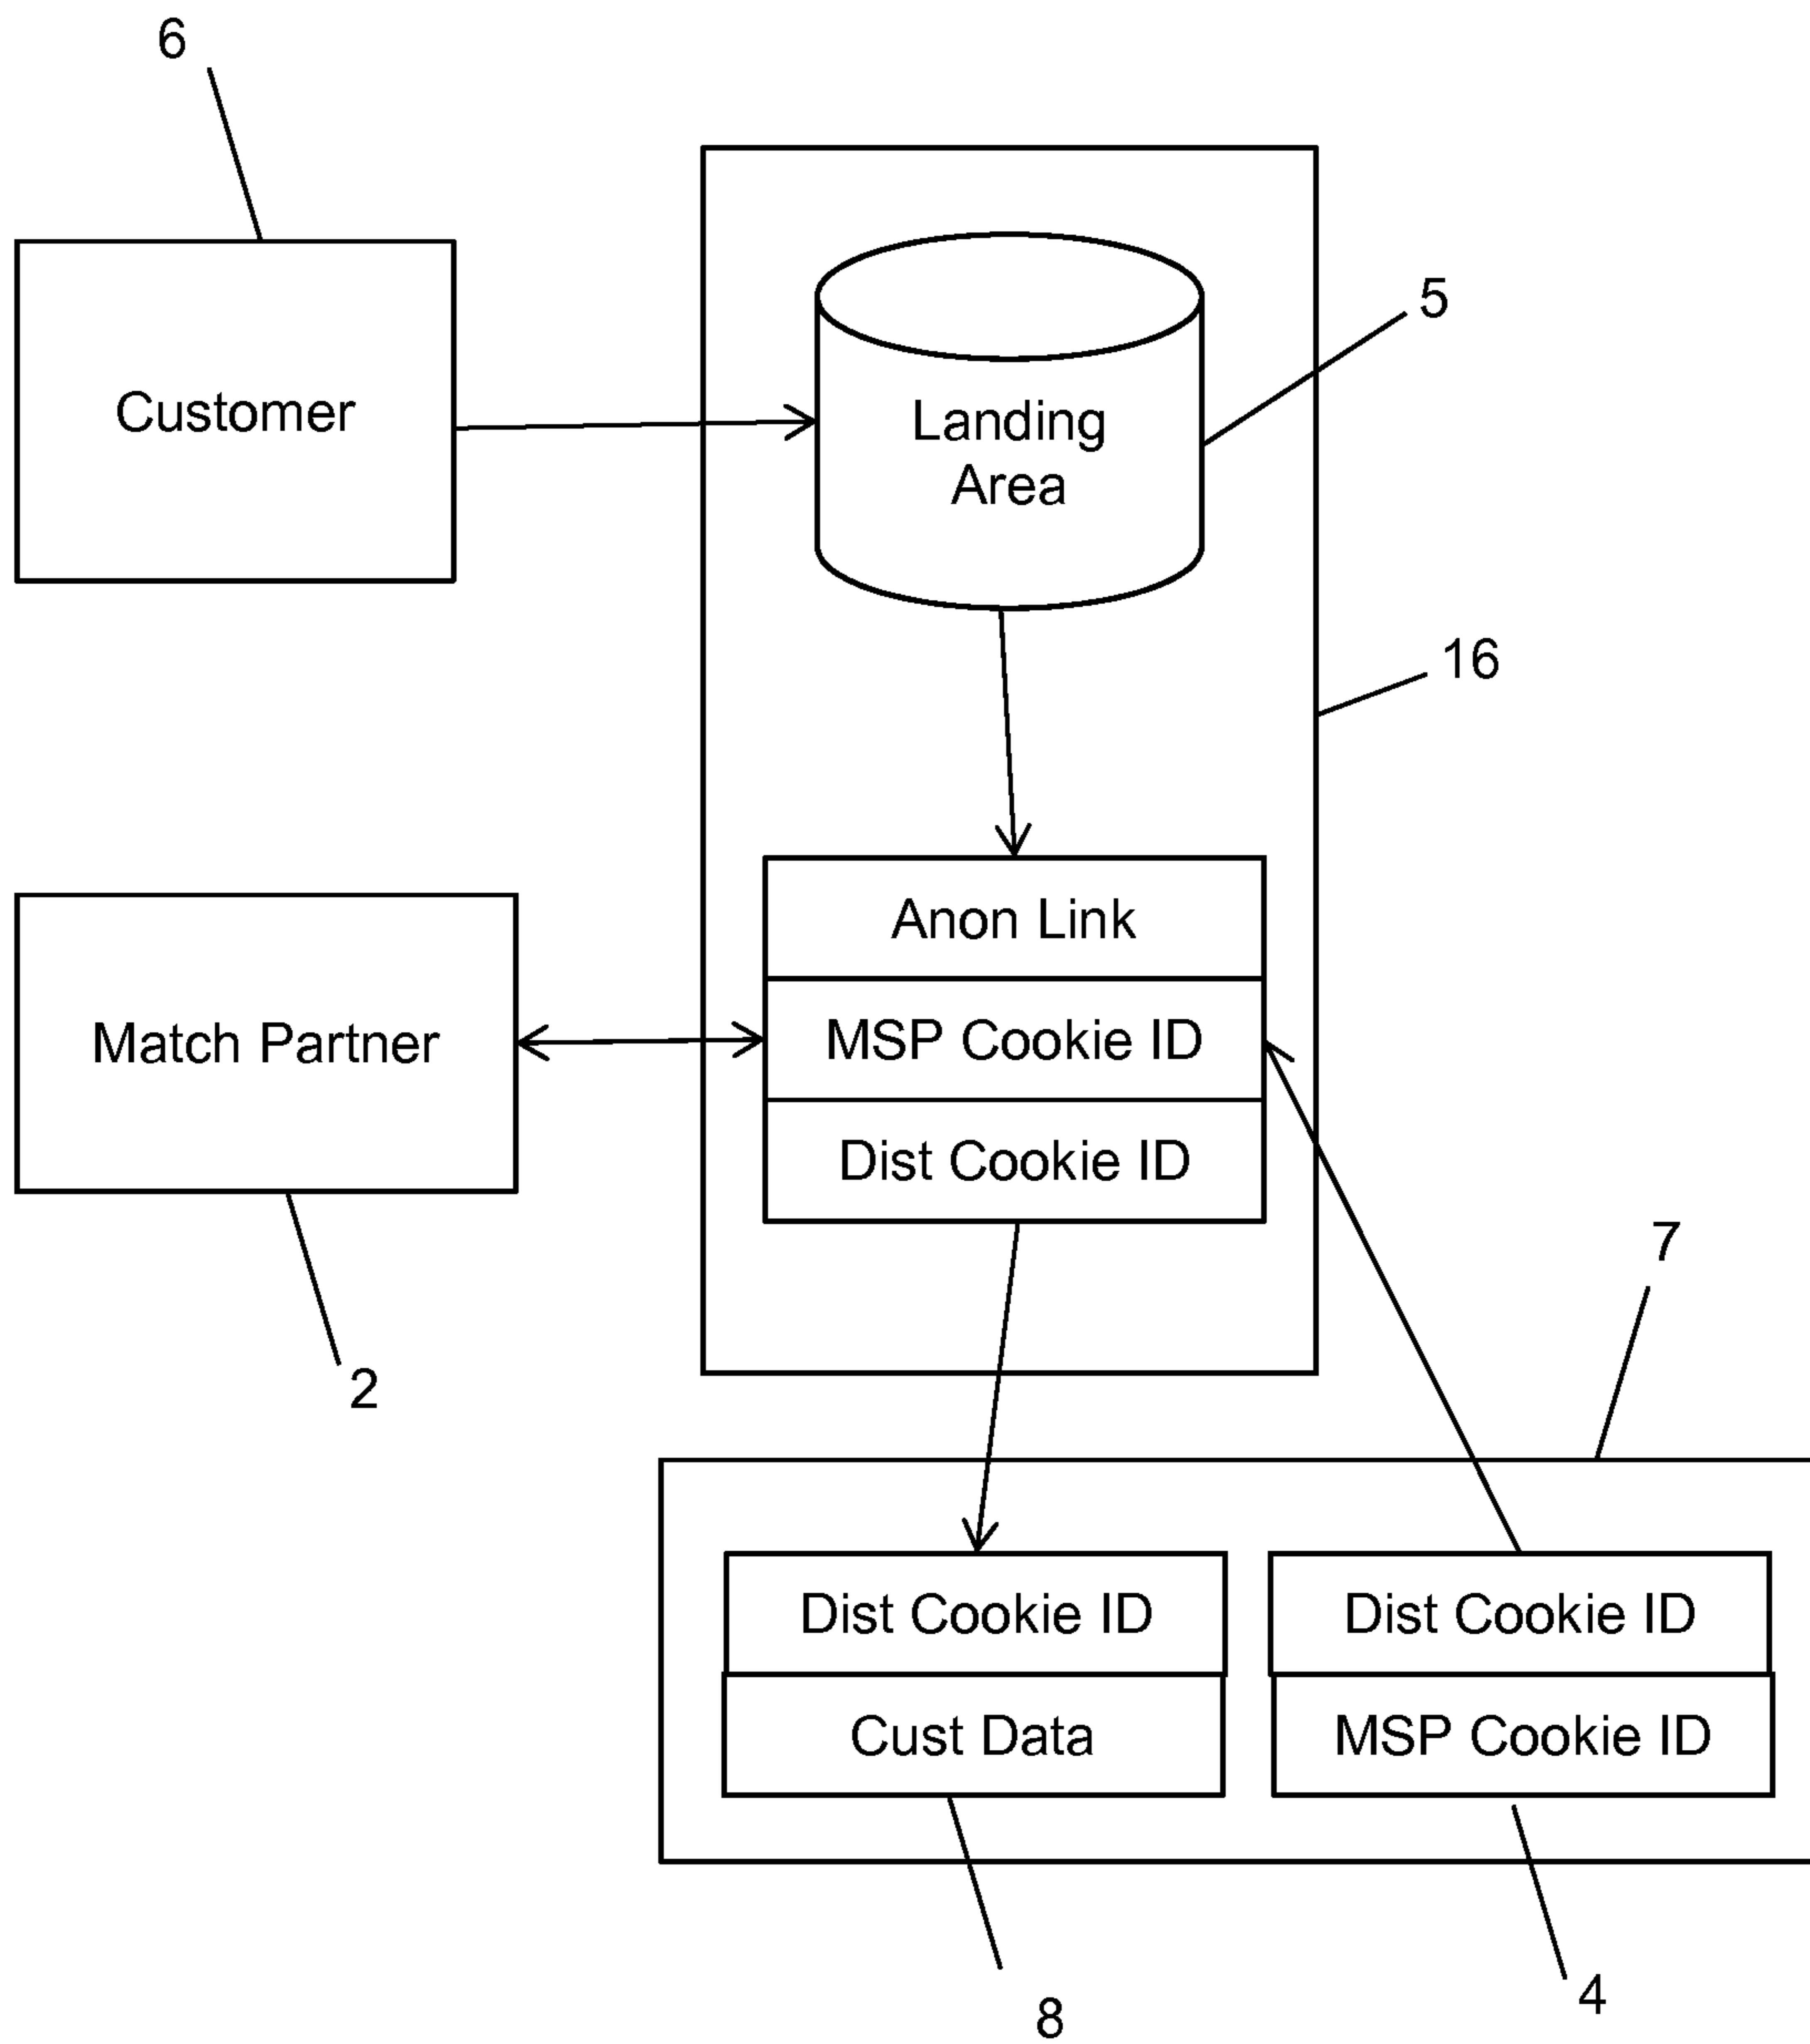 6
5
Customer
Landing
Area
16
Anon Link
Match Partner
MSP Cookie ID
Dist Cookie ID
7
2
Dist Cookie ID
Dist Cookie ID
Cust Data
MSP Cookie ID
8
4